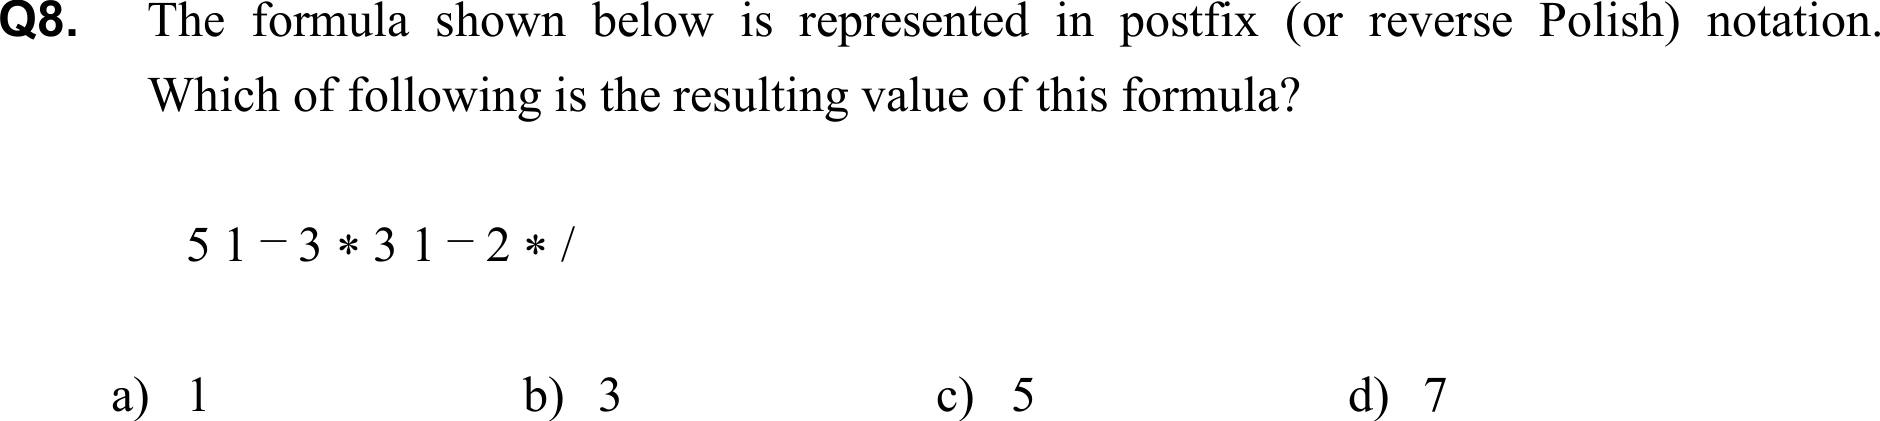 Q8. The formula shown below is represented in postfix (or reverse Polish) notation.
Which of following is the resulting value of this formula?
5 1 − 3 * 3 1 − 2 * /
a) 1 b) 3 c) 5 d) 7